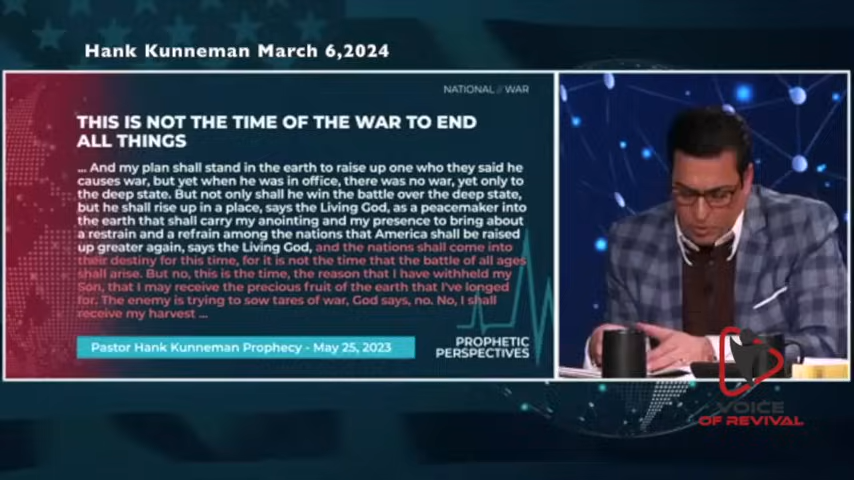 Hank Kunneman March 6,2024
NATIONAL // WAR
THIS IS NOT THE TIME OF THE WAR TO END
ALL THINGS
... And my plan shall stand in the earth to raise up one who they said he
causes war, but yet when he was in office, there was no war, yet only to
the deep state. But not only shall he win the battle over the deep state,
but he shall rise up in a place, says the Living God, as a peacemaker into
the earth that shall carry my anointing and my presence to bring about
a restrain and a refrain among the nations that America shall be raised
up greater again, says the Living God, and the nations shall come into
their destiny for this time, for it is not the time that the battle of all ages
shall arise. But no, this is the time, the reason that I have withheld my
Son, that I may receive the precious fruit of the earth that I've longed
for. The enemy is trying to sow tares of war, God says, no. No, I shall
receive my harvest ...
Pastor Hank Kunneman Prophecy - May 25, 2023
PROPHETIC
PERSPECTIVES
VOICE
OF REVIVAL